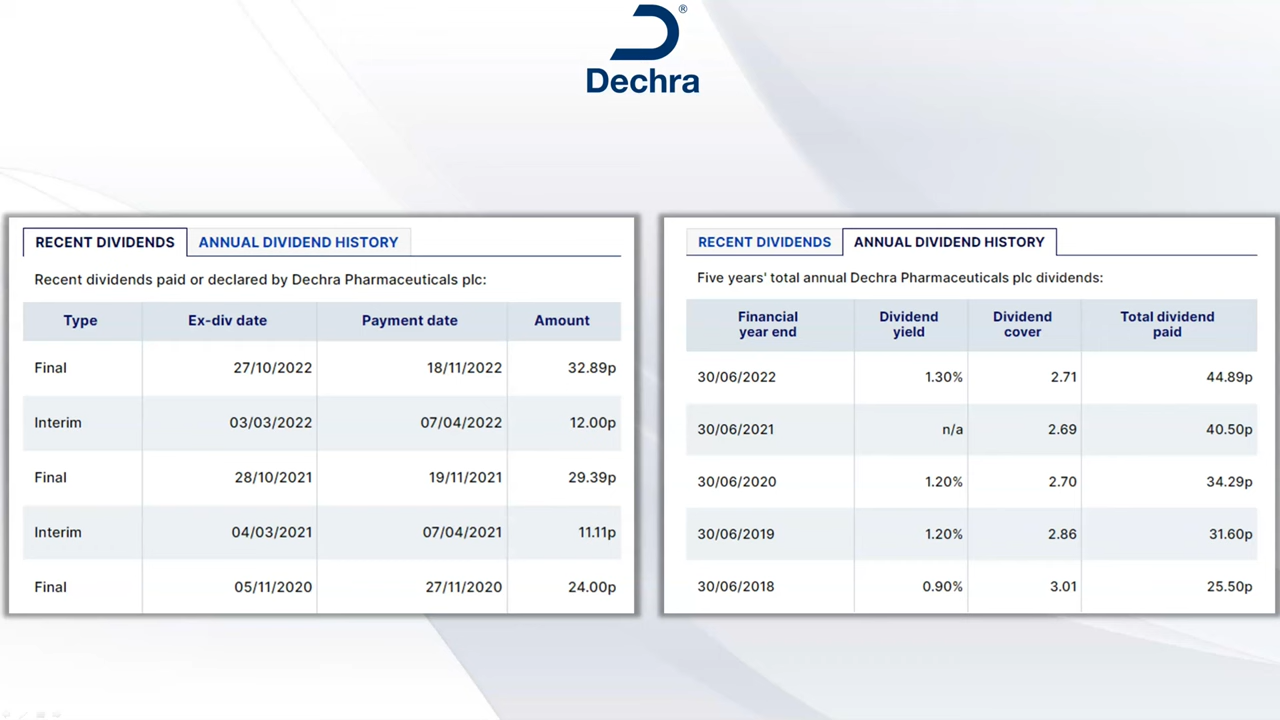 ®
Dechra
RECENT DIVIDENDS ANNUAL DIVIDEND HISTORY
Recent dividends paid or declared by Dechra Pharmaceuticals plc:
Type Ex-div date Payment date Amount
Final 27/10/2022 18/11/2022 32.89p
Interim 03/03/2022 07/04/2022 12.00p
Final 28/10/2021 19/11/2021 29.39p
Interim 04/03/2021 07/04/2021 11.11p
Final 05/11/2020 27/11/2020 24.00p
RECENT DIVIDENDS ANNUAL DIVIDEND HISTORY
Five years' total annual Dechra Pharmaceuticals plc dividends:
Financial Dividend Dividend Total dividend
year end yield cover paid
30/06/2022 1.30% 2.71 44.89p
30/06/2021 n/a 2.69 40.50p
30/06/2020 1.20% 2.70 34.29p
30/06/2019 1.20% 2.86 31.60p
30/06/2018 0.90% 3.01 25.50p